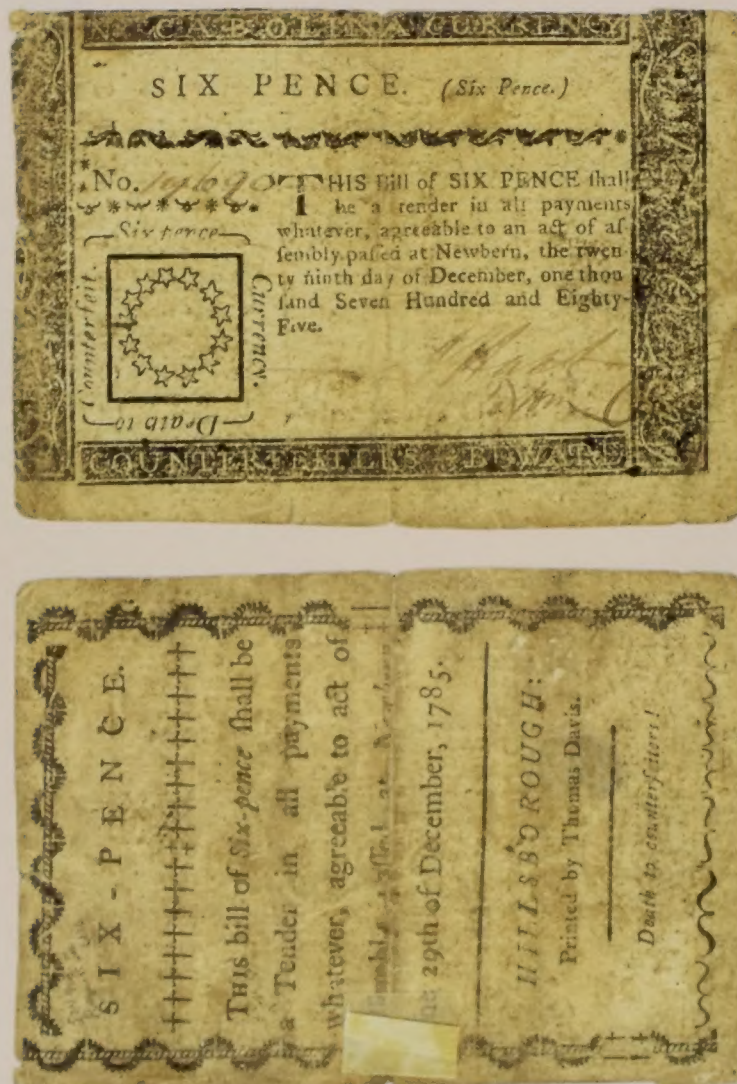 No. CAROLINA CURRENCY
SIX PENCE. (Six Pence.)
No. 19690
THIS Bill of SIX PENCE ſhall
be a tender in all payments
whatever, agreeable to an act of aſ
ſembly paſſed at Newbern, the twen
ty ninth day of December, one thou
ſand Seven Hundred and Eighty-
Five.
Six pence
Currency.
Death to
Counterfeit.
COUNTERFEITERS BEWARE
SIX-PENCE.
THIS bill of Six-pence ſhall be
a Tender in all payments
whatever, agreeable to act of
at
29th of December, 1785.
HILLSBOROUGH:
Printed by Thomas Davis.
Death to counterfeiters!